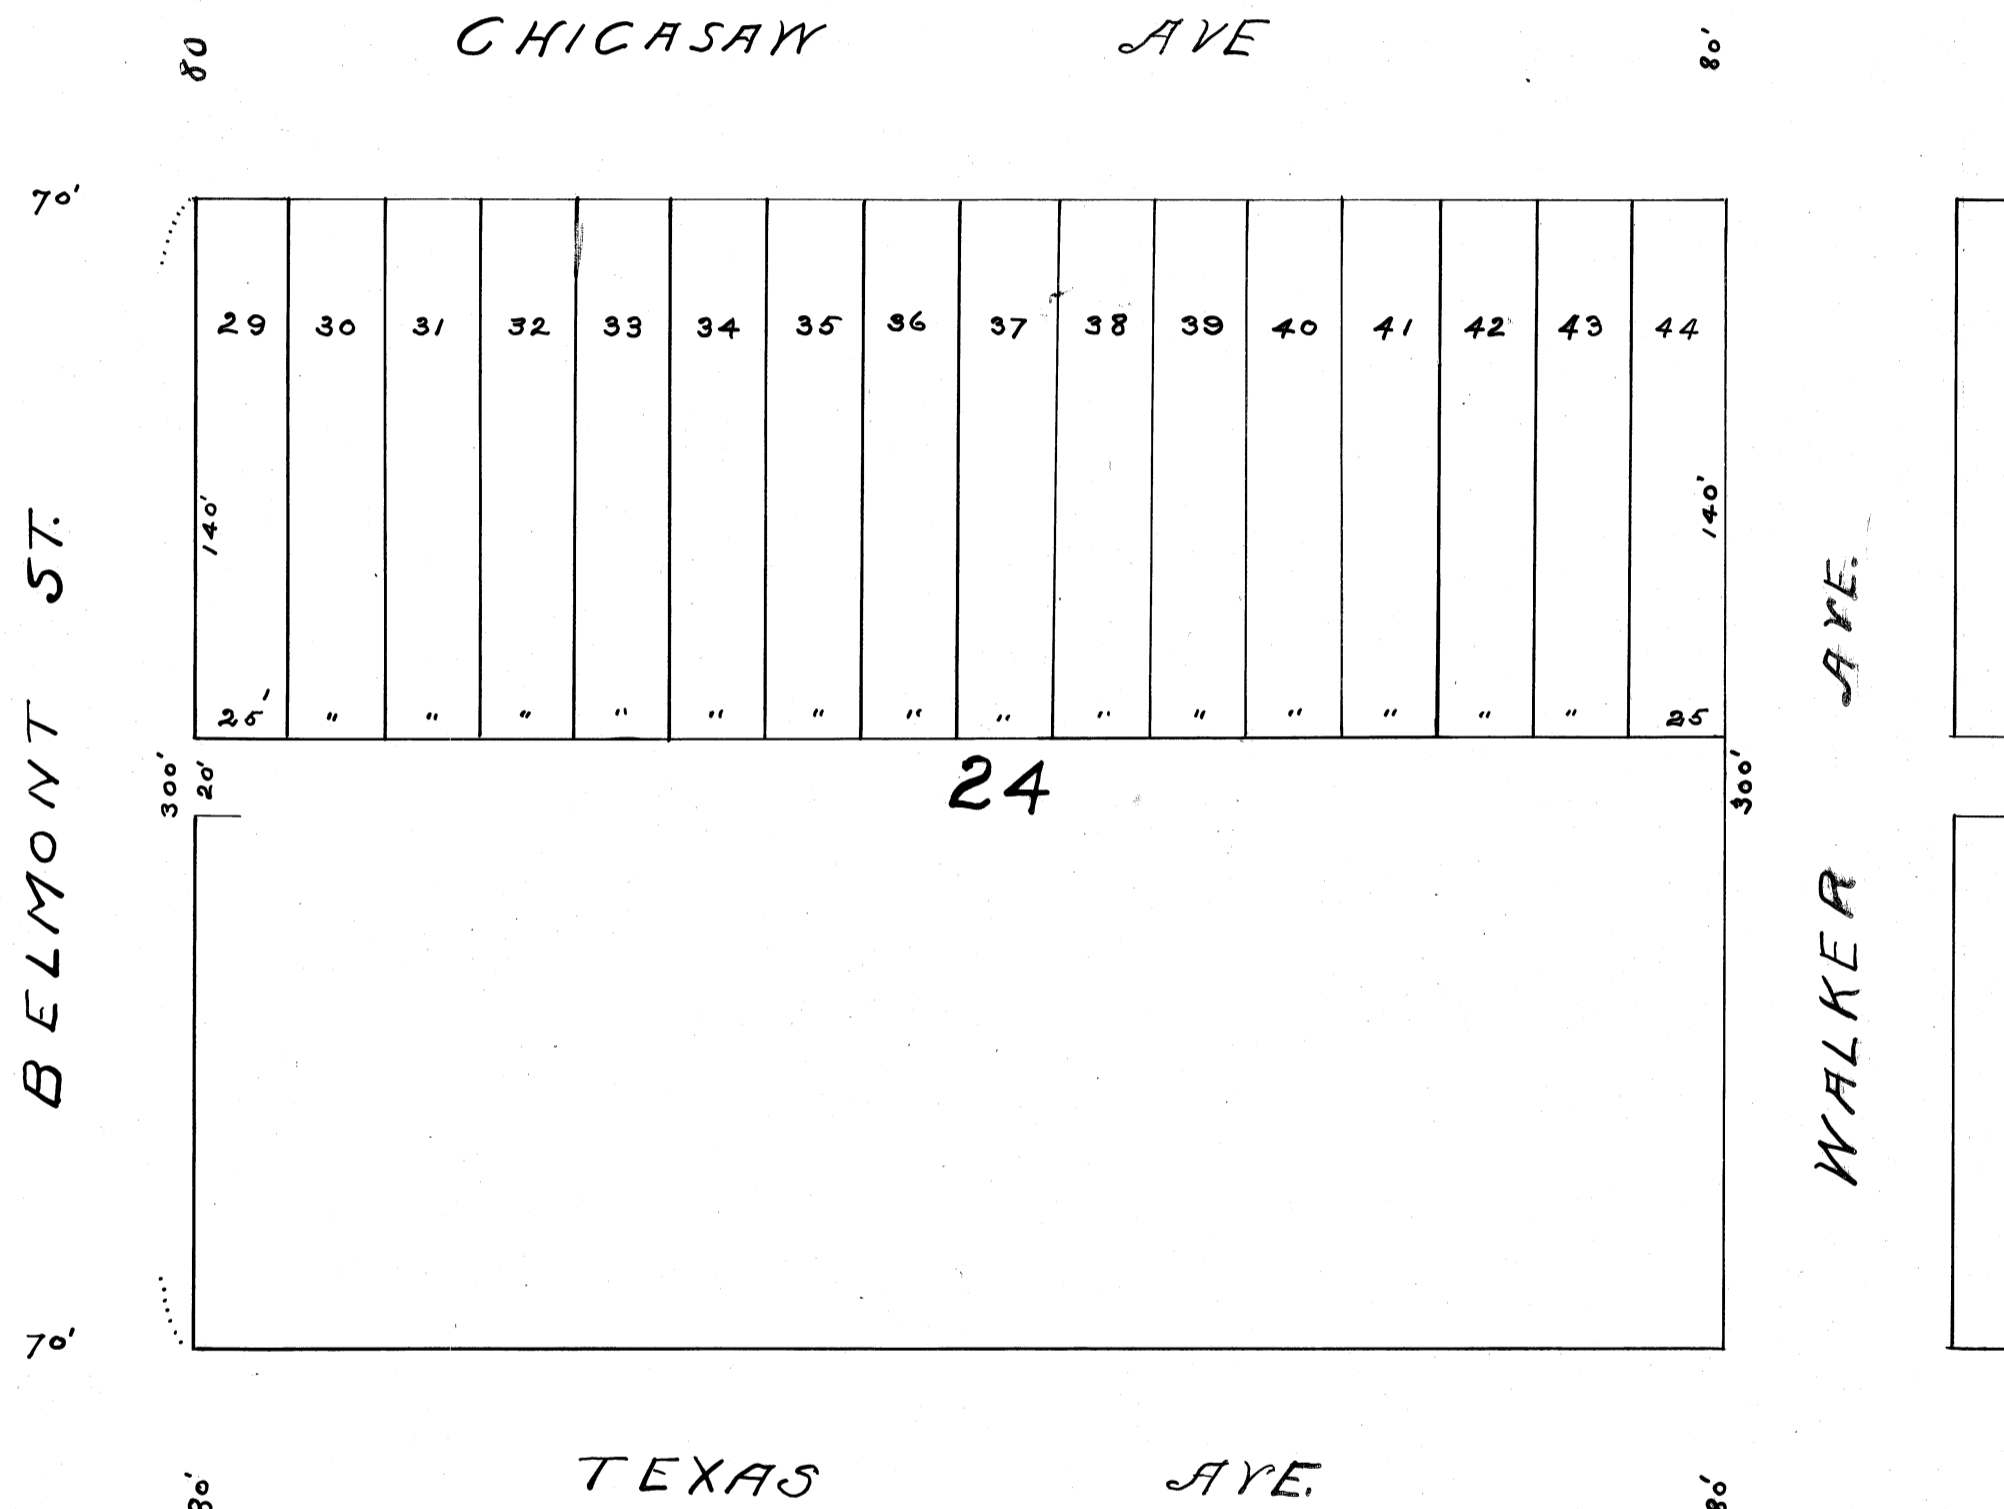 CHICASAW AVE
80
80'
70'
29 30 31 32 33 34 35 36 37 38 39 40 41 42 43 44
140'
140'
BELMONT ST.
WALKER AVE.
25' " " " " " " " " " " " " " " 25
300'
20'
24
300'
70'
TEXAS AVE.
80'
80'